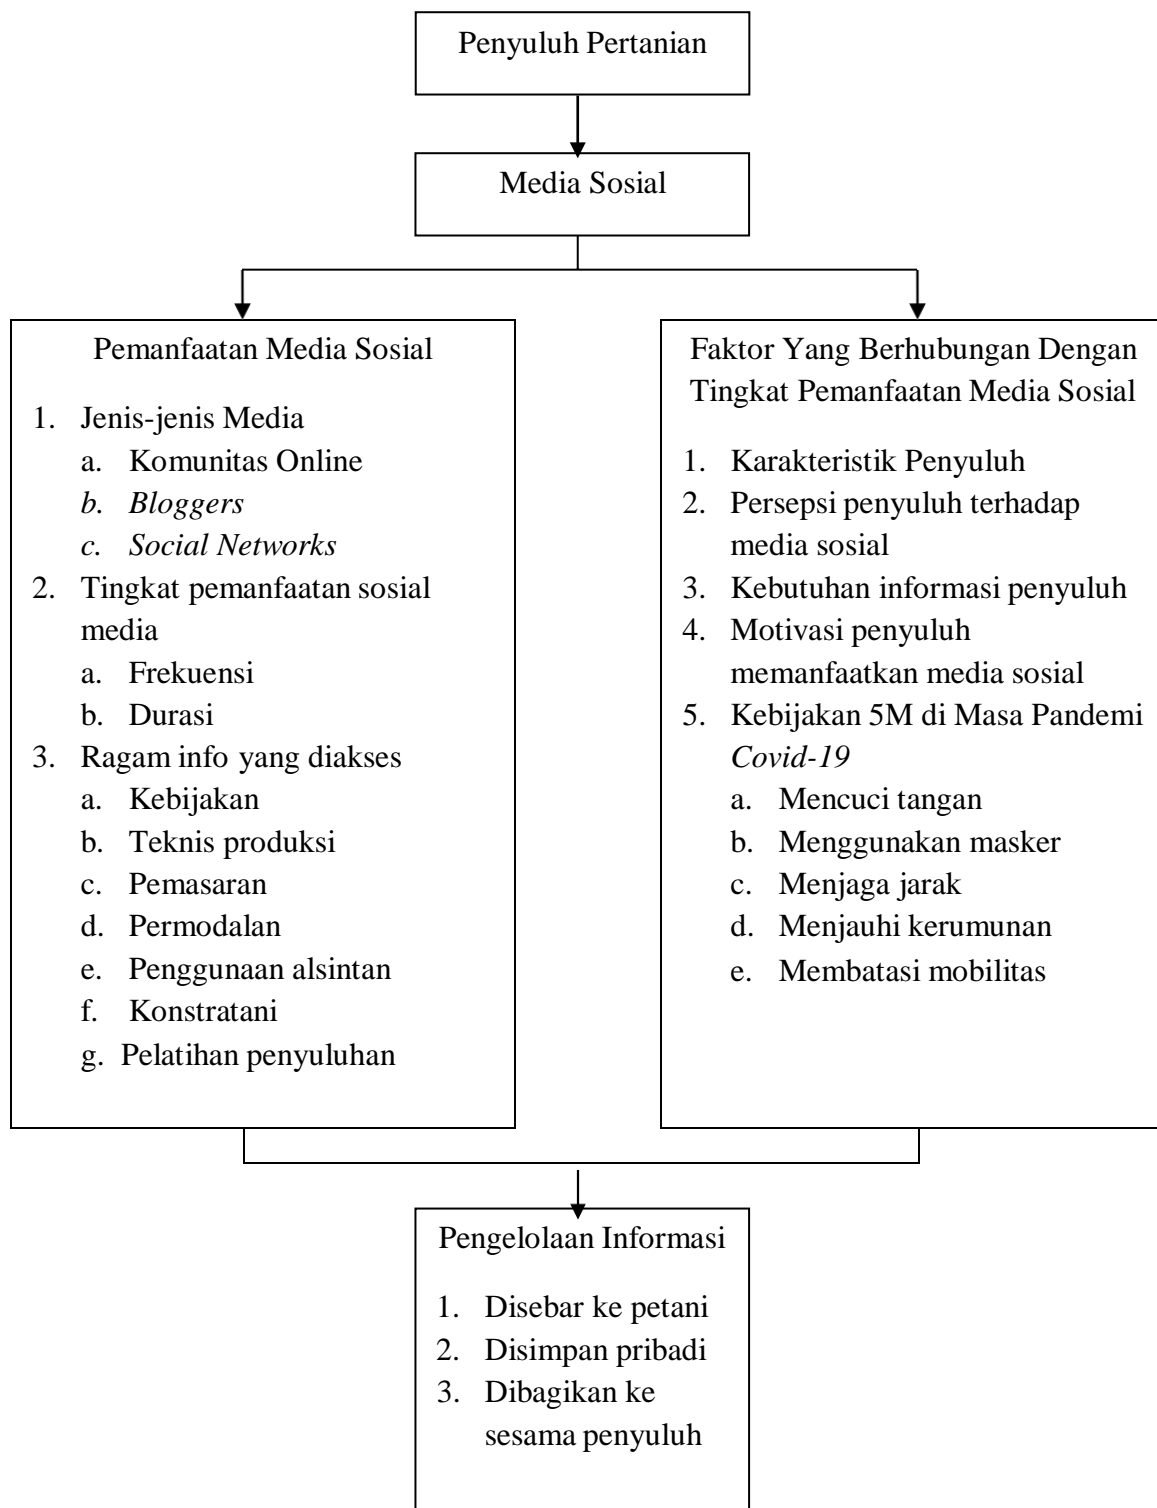 Penyuluh Pertanian
Media Sosial
Pemanfaatan Media Sosial
1. Jenis-jenis Media
a. Komunitas Online
b. Bloggers
c. Social Networks
2. Tingkat pemanfaatan sosial
media
a. Frekuensi
b. Durasi
3. Ragam info yang diakses
a. Kebijakan
b. Teknis produksi
c. Pemasaran
d. Permodalan
e. Penggunaan alsintan
f. Konstratani
g. Pelatihan penyuluhan
Faktor Yang Berhubungan Dengan
Tingkat Pemanfaatan Media Sosial
1. Karakteristik Penyuluh
2. Persepsi penyuluh terhadap
media sosial
3. Kebutuhan informasi penyuluh
4. Motivasi penyuluh
memanfaatkan media sosial
5. Kebijakan 5M di Masa Pandemi
Covid-19
a. Mencuci tangan
b. Menggunakan masker
c. Menjaga jarak
d. Menjauhi kerumunan
e. Membatasi mobilitas
Pengelolaan Informasi
1. Disebar ke petani
2. Disimpan pribadi
3. Dibagikan ke
sesama penyuluh